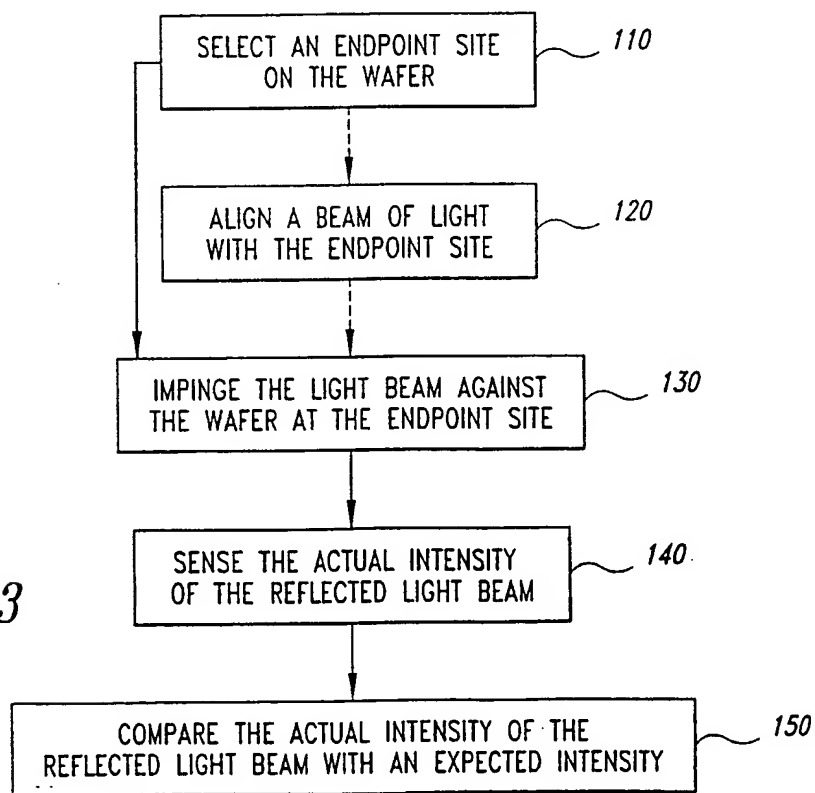 SELECT AN ENDPOINT SITE
ON THE WAFER
110
ALIGN A BEAM OF LIGHT
WITH THE ENDPOINT SITE
120
IMPINGE THE LIGHT BEAM AGAINST
THE WAFER AT THE ENDPOINT SITE
130
SENSE THE ACTUAL INTENSITY
OF THE REFLECTED LIGHT BEAM
140
3
COMPARE THE ACTUAL INTENSITY OF THE
REFLECTED LIGHT BEAM WITH AN EXPECTED INTENSITY
150